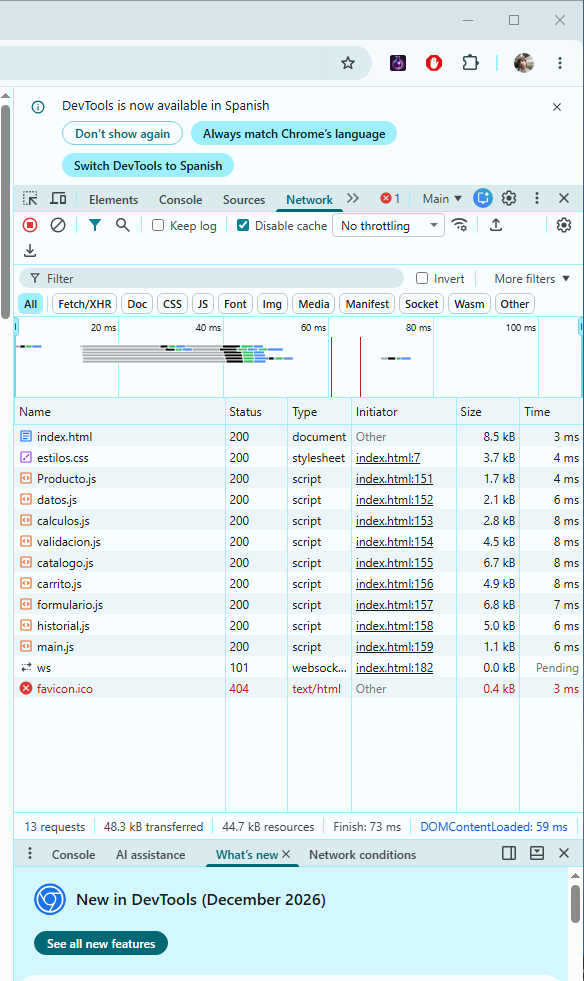 DevTools is now available in Spanish
Don't show again Always match Chrome's language
Switch DevTools to Spanish
Elements Console Sources Network 1 Main
Keep log Disable cache No throttling
Filter Invert More filters
All Fetch/XHR Doc CSS JS Font Img Media Manifest Socket Wasm Other
20 ms 40 ms 60 ms 80 ms 100 ms
Name Status Type Initiator Size Time
index.html 200 document Other 8.5 kB 3 ms
estilos.css 200 stylesheet index.html:7 3.7 kB 4 ms
Producto.js 200 script index.html:151 1.7 kB 4 ms
datos.js 200 script index.html:152 2.1 kB 6 ms
calculos.js 200 script index.html:153 2.8 kB 8 ms
validacion.js 200 script index.html:154 4.5 kB 8 ms
catalogo.js 200 script index.html:155 6.7 kB 8 ms
carrito.js 200 script index.html:156 4.9 kB 8 ms
formulario.js 200 script index.html:157 6.8 kB 7 ms
historial.js 200 script index.html:158 5.0 kB 6 ms
main.js 200 script index.html:159 1.1 kB 6 ms
ws 101 websock... index.html:182 0.0 kB Pending
favicon.ico 404 text/html Other 0.4 kB 3 ms
13 requests 48.3 kB transferred 44.7 kB resources Finish: 73 ms DOMContentLoaded: 59 ms
Console AI assistance What's new Network conditions
New in DevTools (December 2026)
See all new features